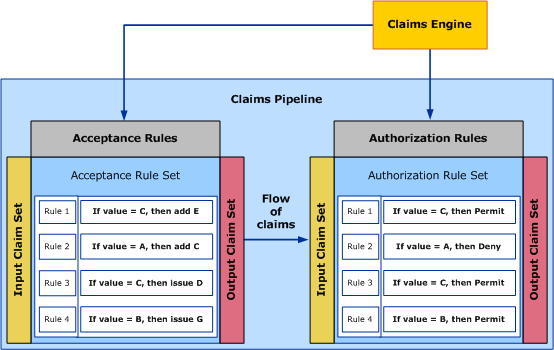 Claims Engine
Claims Pipeline
Acceptance Rules
Acceptance Rule Set
Input Claim Set
Rule 1 If value = C, then add E
Rule 2 If value = A, then add C
Rule 3 If value = C, then issue D
Rule 4 If value = B, then issue G
Output Claim Set
Flow
of
claims
Authorization Rules
Authorization Rule Set
Input Claim Set
Rule 1 If value = C, then Permit
Rule 2 If value = A, then Deny
Rule 3 If value = C, then Permit
Rule 4 If value = B, then Permit
Output Claim Set